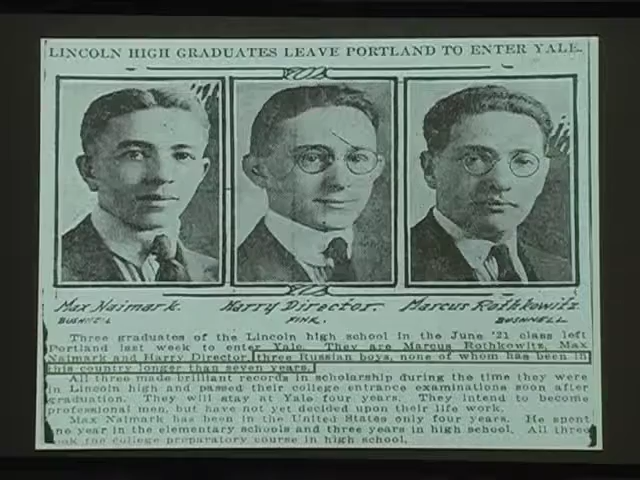 LINCOLN HIGH GRADUATES LEAVE PORTLAND TO ENTER YALE.
Max Naimark. Harry Director. Marcus Rothkowitz
BUSHNELL FINK. BUSHNELL
Three graduates of the Lincoln high school in the June '21 class left
Portland last week to enter Yale. They are Marcus Rothkowitz, Max
Naimark and Harry Director, three Russian boys, none of whom has been in
this country longer than seven years.
All three made brilliant records in scholarship during the time they were
in Lincoln high and passed their college entrance examinations soon after
graduation. They will stay at Yale four years. They intend to become
professional men, but have not yet decided upon their life work.
Max Naimark has been in the United States only four years. He spent
one year in the elementary schools and three years in high school. All three
took the college preparatory course in high school.